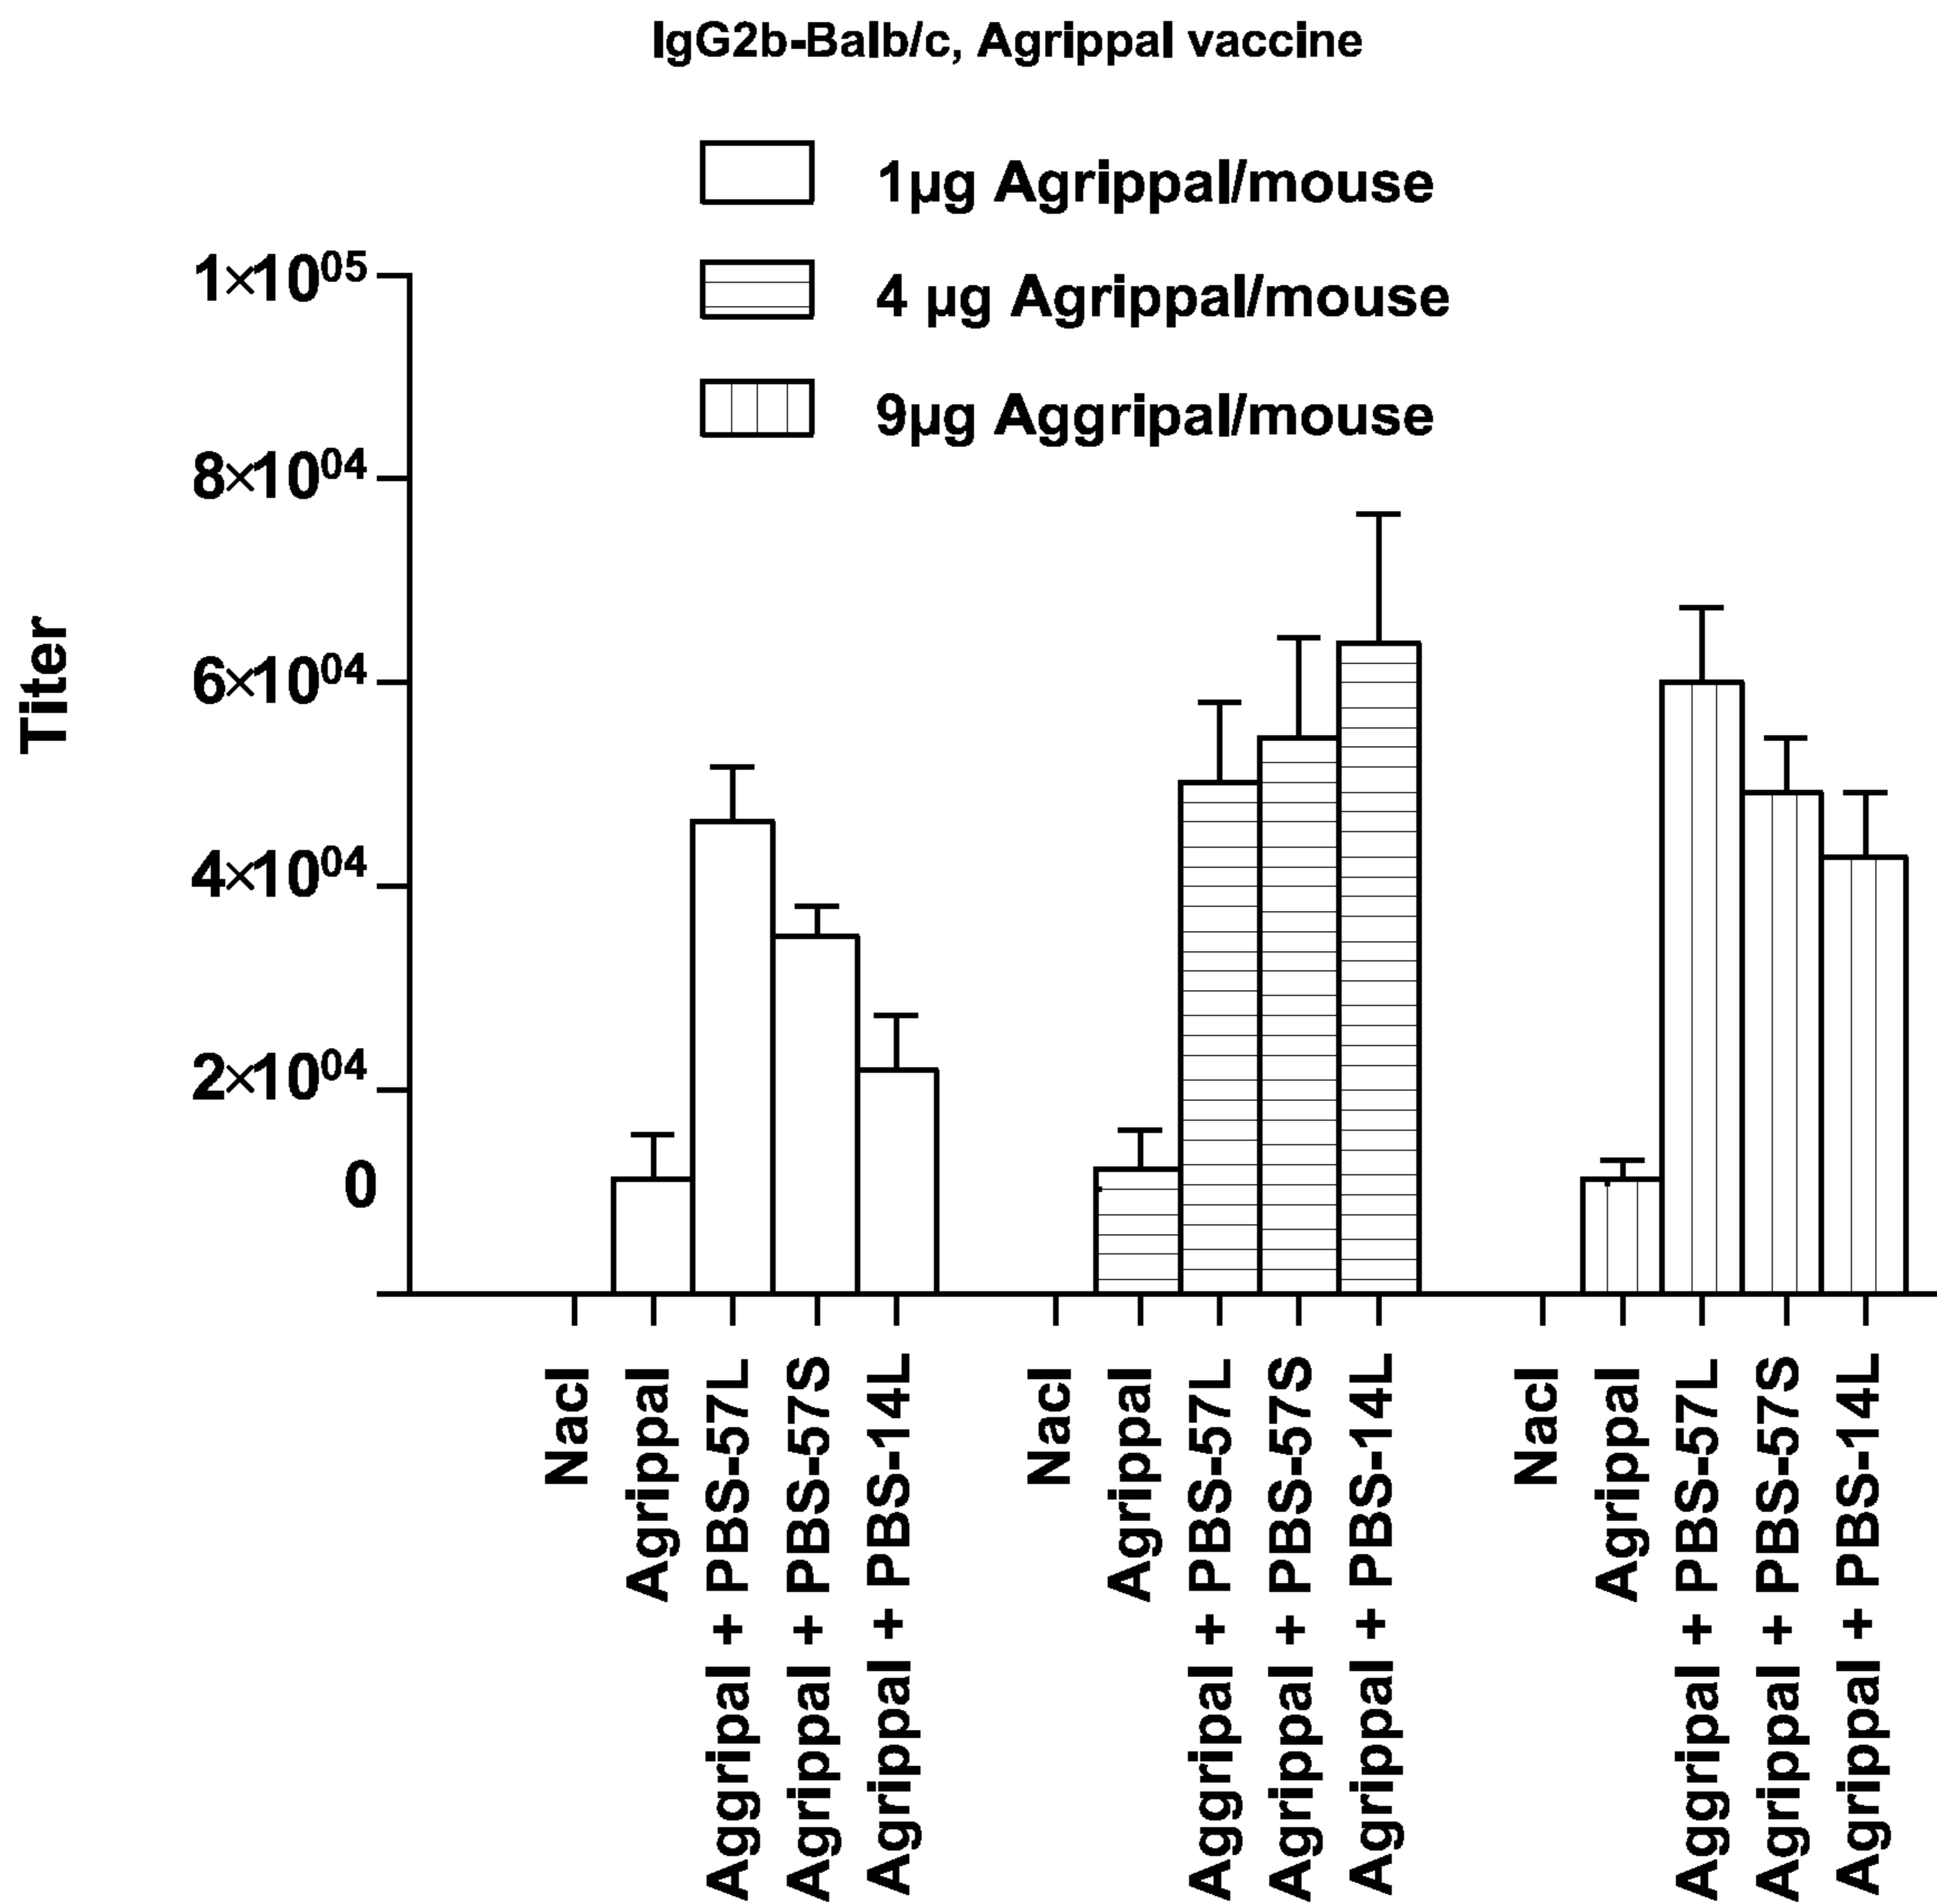 IgG2b-Balb/c, Agrippal vaccine
1µg Agrippal/mouse
4 µg Agrippal/mouse
9µg Aggripal/mouse
Titer
1×10⁰⁵
8×10⁰⁴
6×10⁰⁴
4×10⁰⁴
2×10⁰⁴
0
Nacl
Agrippal
Aggripal + PBS-57L
Agrippal + PBS-57S
Agrippal + PBS-14L
Nacl
Agrippal
Aggripal + PBS-57L
Agrippal + PBS-57S
Agrippal + PBS-14L
Nacl
Agrippal
Aggripal + PBS-57L
Agrippal + PBS-57S
Agrippal + PBS-14L